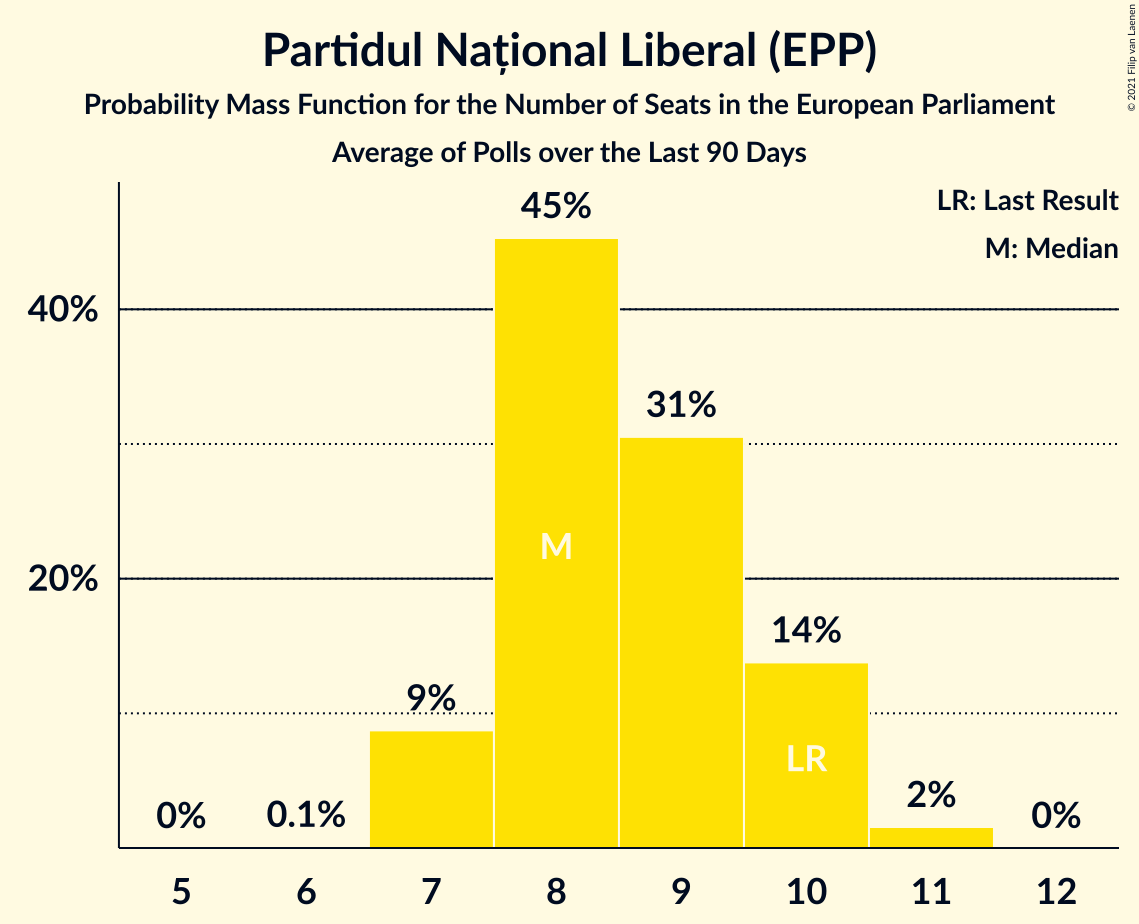 Partidul Național Liberal (EPP)
Probability Mass Function for the Number of Seats in the European Parliament
Average of Polls over the Last 90 Days
© 2021 Filip van Laenen
LR: Last Result
M: Median
45%
40%
31%
M
20%
14%
9%
LR
2%
0%
0.1%
0%
5 6 7 8 9 10 11 12